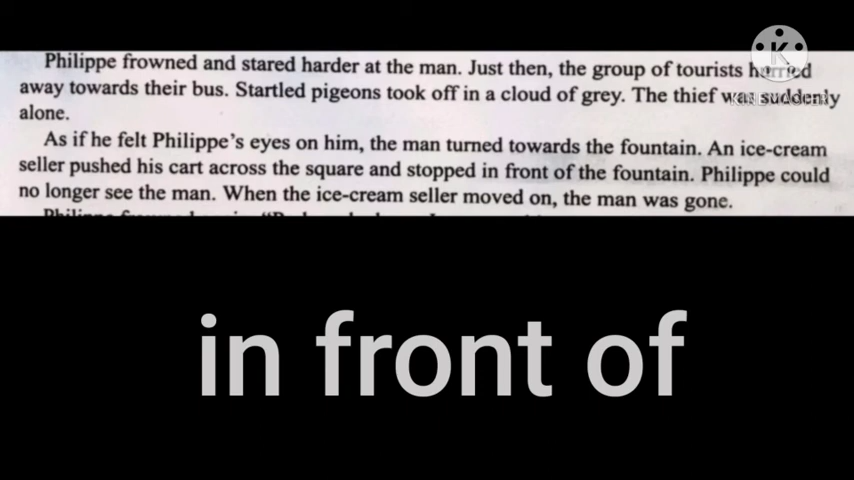 Philippe frowned and stared harder at the man. Just then, the group of tourists hurried
away towards their bus. Startled pigeons took off in a cloud of grey. The thief was suddenly
alone.
As if he felt Philippe's eyes on him, the man turned towards the fountain. An ice-cream
seller pushed his cart across the square and stopped in front of the fountain. Philippe could
no longer see the man. When the ice-cream seller moved on, the man was gone.
K
KINEMASTER
in front of